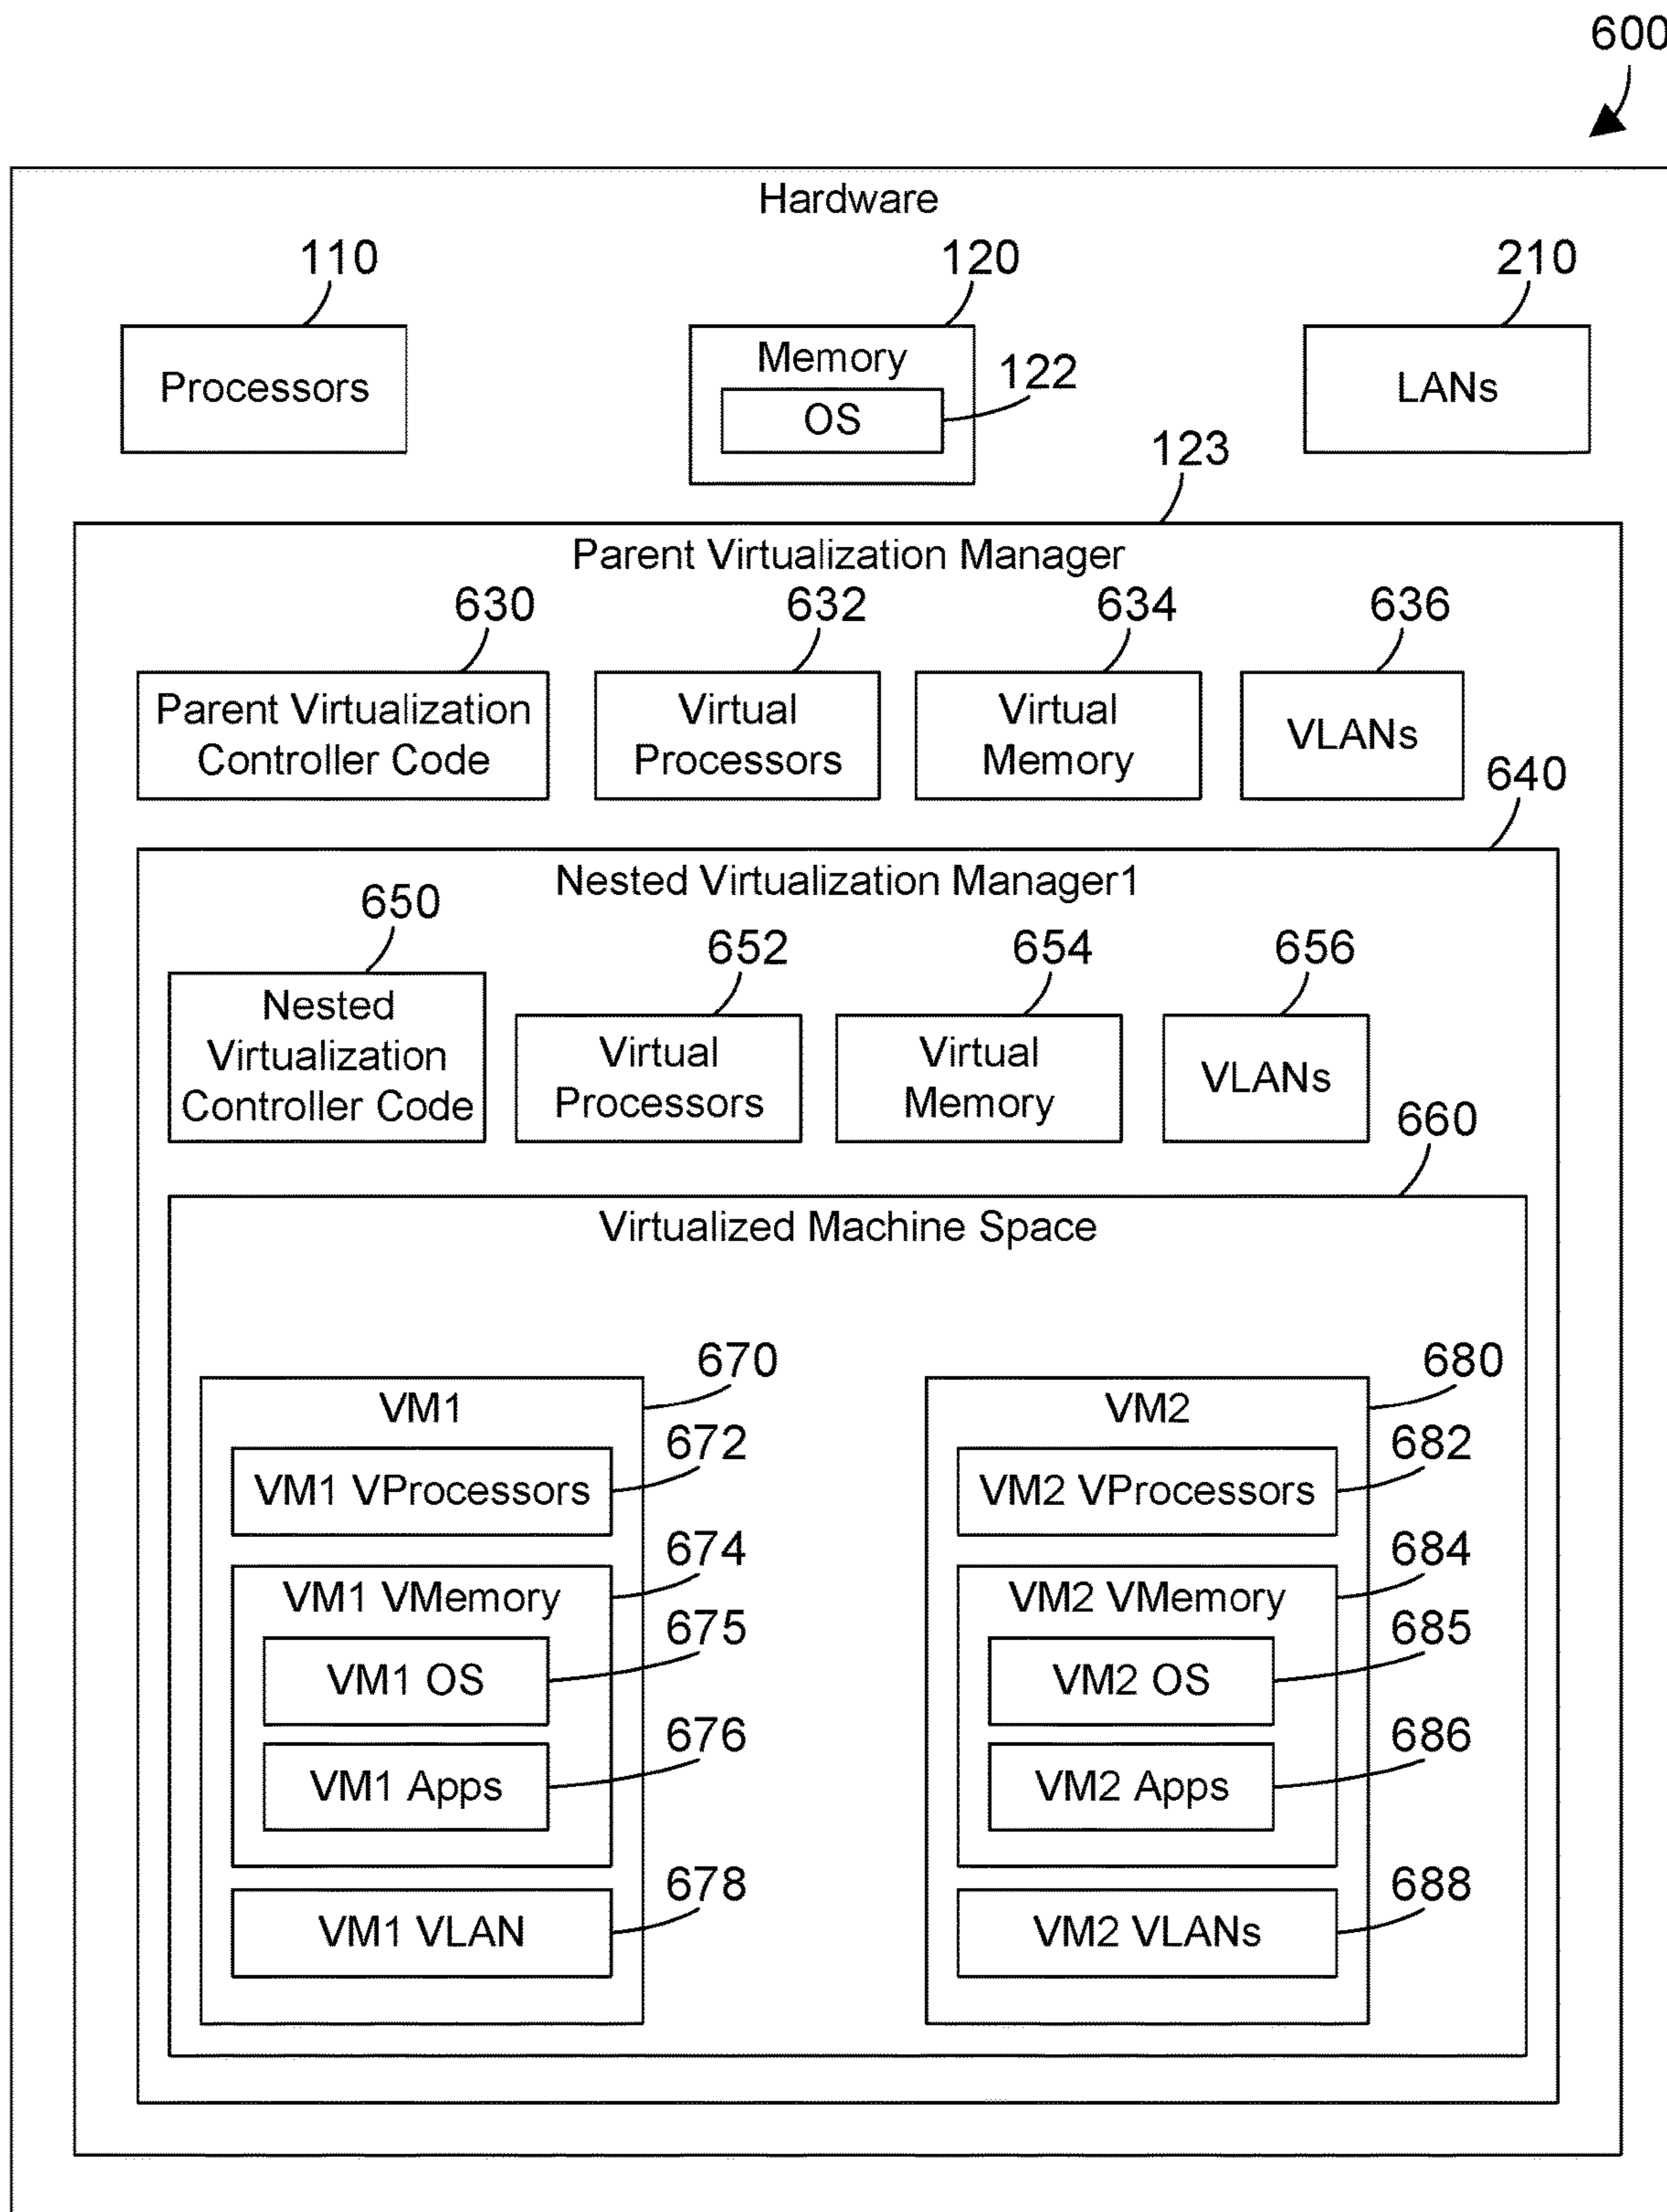 600
Hardware
110
120
210
Processors
Memory
122
OS
LANs
123
Parent Virtualization Manager
630
632
634
636
Parent Virtualization
Controller Code
Virtual
Processors
Virtual
Memory
VLANs
640
Nested Virtualization Manager1
650
652
654
656
Nested
Virtualization
Controller Code
Virtual
Processors
Virtual
Memory
VLANs
660
Virtualized Machine Space
670
VM1
672
VM1 VProcessors
674
VM1 VMemory
675
VM1 OS
676
VM1 Apps
678
VM1 VLAN
680
VM2
682
VM2 VProcessors
684
VM2 VMemory
685
VM2 OS
686
VM2 Apps
688
VM2 VLANs